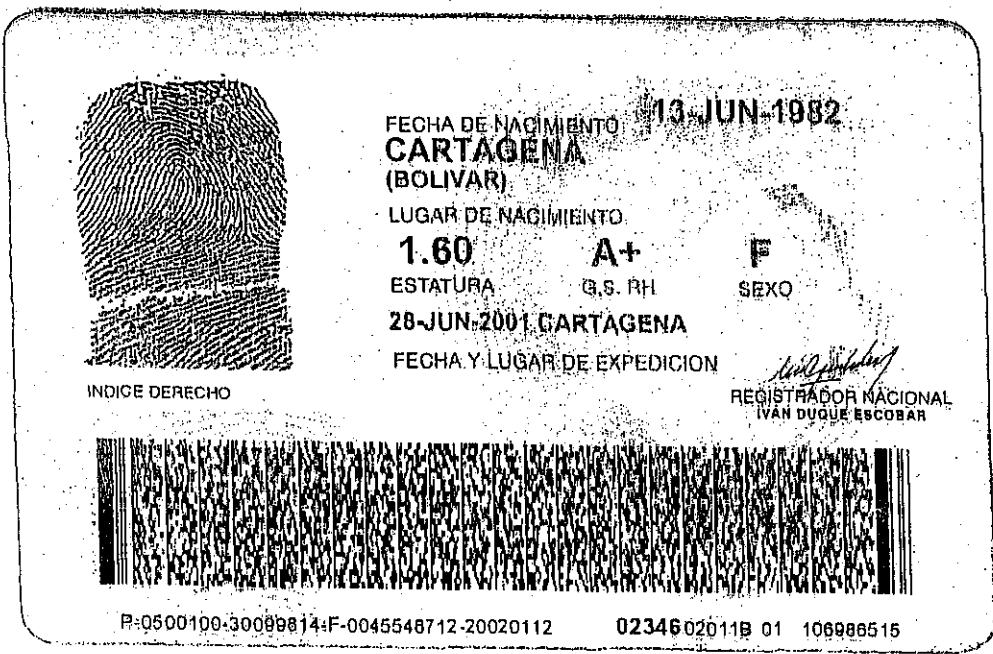 FECHA DE NACIMIENTO 13-JUN-1982
CARTAGENA
(BOLIVAR)
LUGAR DE NACIMIENTO
1.60 A+ F
ESTATURA G.S. RH SEXO
28-JUN-2001 CARTAGENA
FECHA Y LUGAR DE EXPEDICION
INDICE DERECHO
REGISTRADOR NACIONAL
IVAN DUQUE ESCOBAR
P-0500100-30099814-F-0045546712-20020112 0234602011B 01 106986515